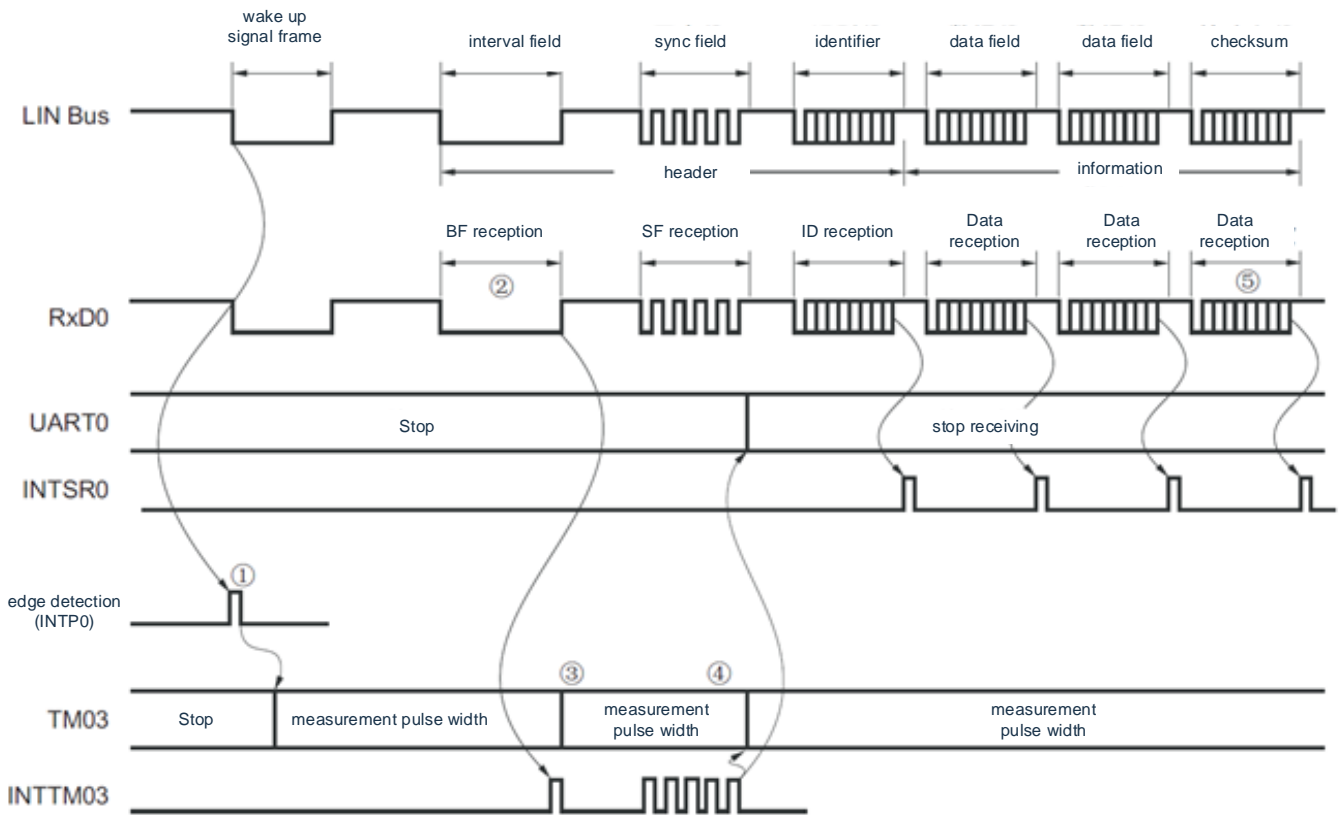 wake up
signal frame
interval field
sync field
identifier
data field
data field
checksum
LIN Bus
header
information
BF reception
SF reception
ID reception
Data
reception
Data
reception
Data
reception
②
⑤
RxD0
UART0
Stop
stop receiving
INTSR0
①
edge detection
(INTP0)
③
④
TM03
Stop
measurement pulse width
measurement
pulse width
measurement
pulse width
INTTM03